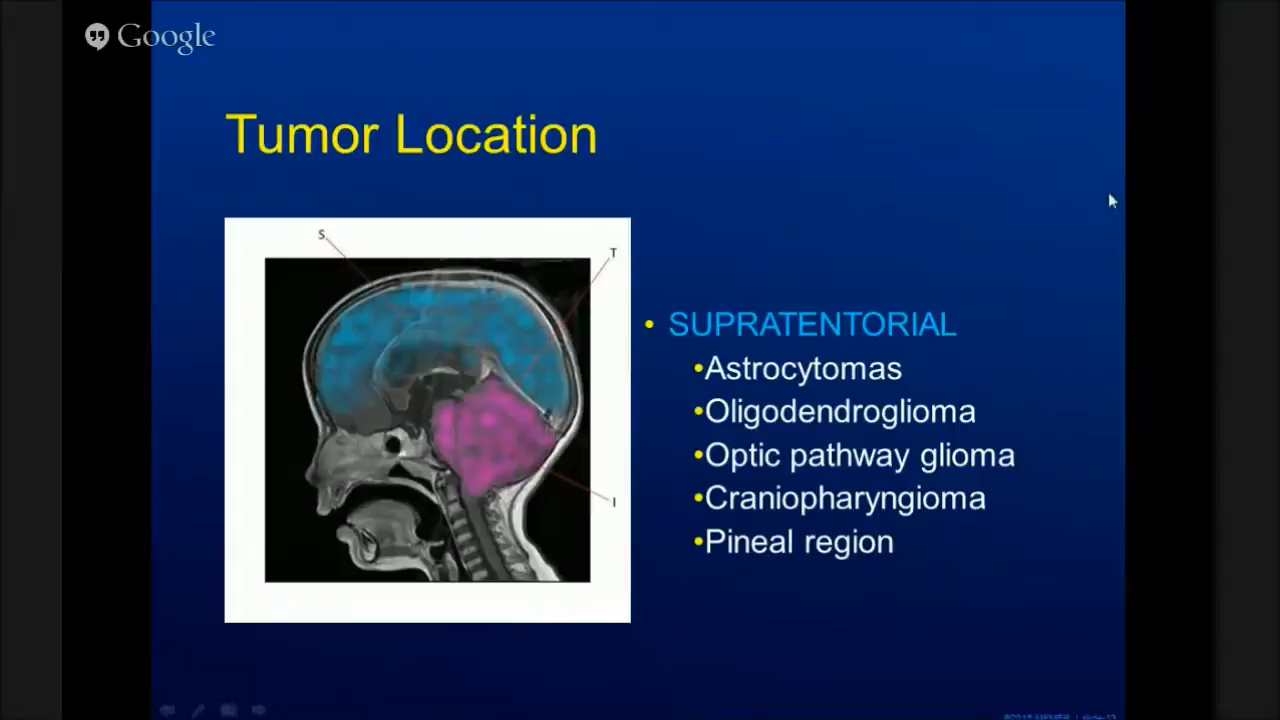 Google
Tumor Location
S
T
I
• SUPRATENTORIAL
•Astrocytomas
•Oligodendroglioma
•Optic pathway glioma
•Craniopharyngioma
•Pineal region